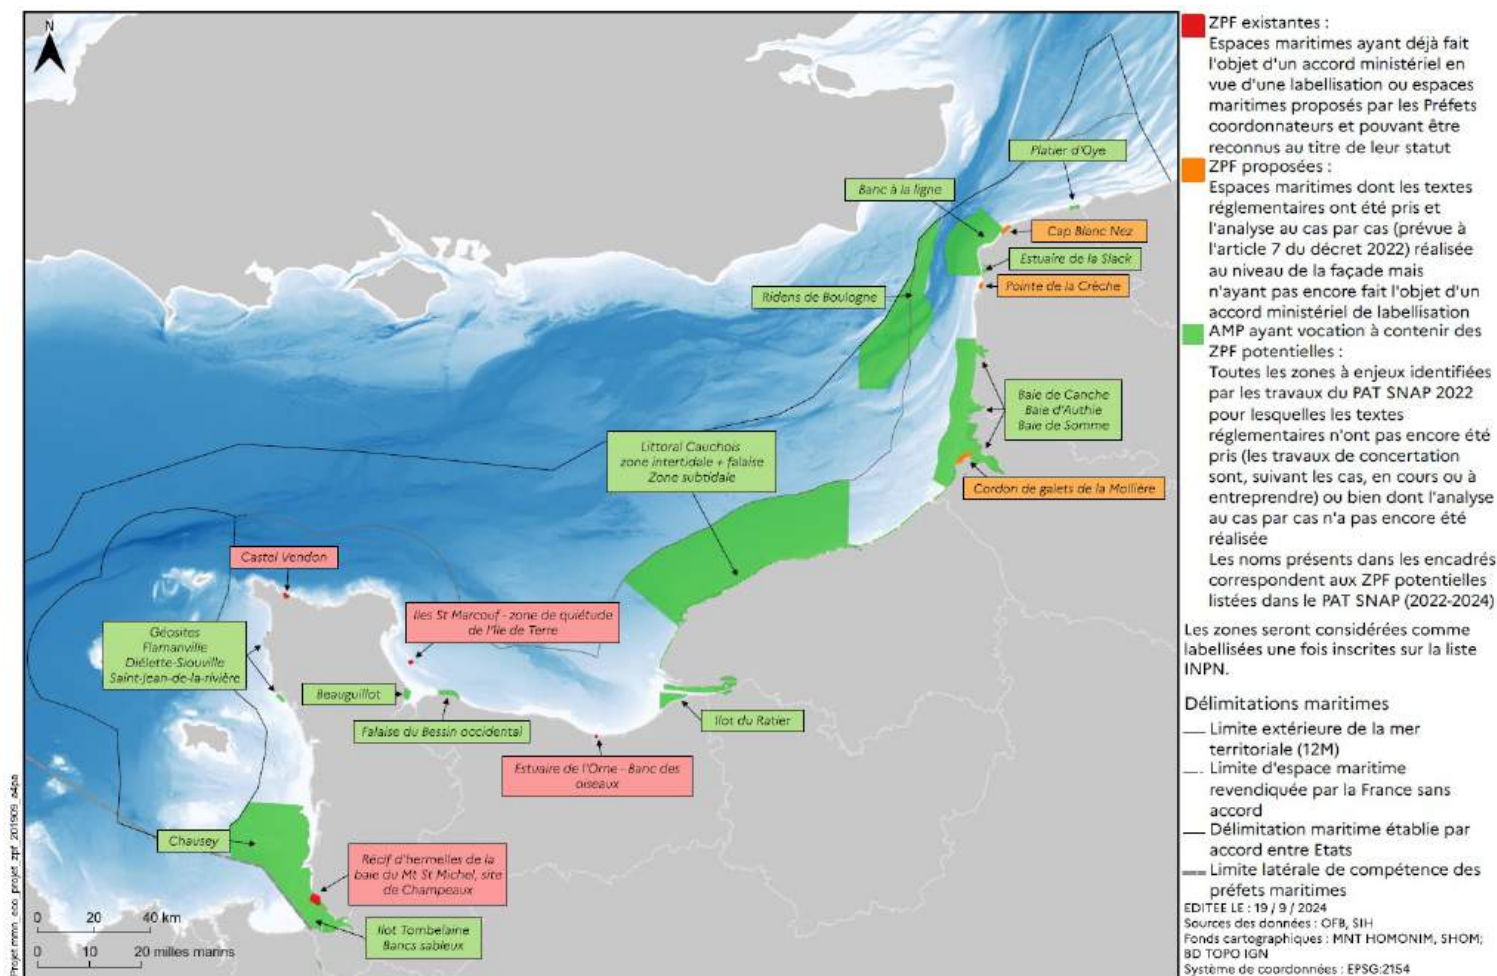 N
Platier d'Oye
Banc à la ligne
Cap Blanc Nez
Estuaire de la Slack
Pointe de la Crèche
Ridens de Boulogne
Baie de Canche
Baie d'Authie
Baie de Somme
Littoral Cauchois
zone intertidale + falaise
Zone subtidale
Cordon de galets de la Mollière
Castel Vendon
Iles St Marcouf - zone de quiétude
de l'île de Terre
Géosites
Flamanville
Diélette-Siouville
Saint-Jean-de-la-rivière
Beauguillot
Falaise du Bessin occidental
Ilot du Ratier
Estuaire de l'Orne - Banc des
oiseaux
Chausey
Récif d'hermelles de la
baie du Mt St Michel, site
de Champeaux
Ilot Tombelaine
Bancs sableux
0 20 40 km
0 10 20 milles marins
ZPF existantes :
Espaces maritimes ayant déjà fait
l'objet d'un accord ministériel en
vue d'une labellisation ou espaces
maritimes proposés par les Préfets
coordonnateurs et pouvant être
reconnus au titre de leur statut
ZPF proposées :
Espaces maritimes dont les textes
réglementaires ont été pris et
l'analyse au cas par cas (prévue à
l'article 7 du décret 2022) réalisée
au niveau de la façade mais
n'ayant pas encore fait l'objet d'un
accord ministériel de labellisation
AMP ayant vocation à contenir des
ZPF potentielles :
Toutes les zones à enjeux identifiées
par les travaux du PAT SNAP 2022
pour lesquelles les textes
réglementaires n'ont pas encore été
pris (les travaux de concertation
sont, suivant les cas, en cours ou à
entreprendre) ou bien dont l'analyse
au cas par cas n'a pas encore été
réalisée
Les noms présents dans les encadrés
correspondent aux ZPF potentielles
listées dans le PAT SNAP (2022-2024)
Les zones seront considérées comme
labellisées une fois inscrites sur la liste
INPN.
Délimitations maritimes
Limite extérieure de la mer
territoriale (12M)
Limite d'espace maritime
revendiquée par la France sans
accord
Délimitation maritime établie par
accord entre Etats
Limite latérale de compétence des
préfets maritimes
EDITEE LE : 19 / 9 / 2024
Sources des données : OFB, SIH
Fonds cartographiques : MNT HOMONIM, SHOM;
BD TOPO IGN
Système de coordonnées : EPSG:2154